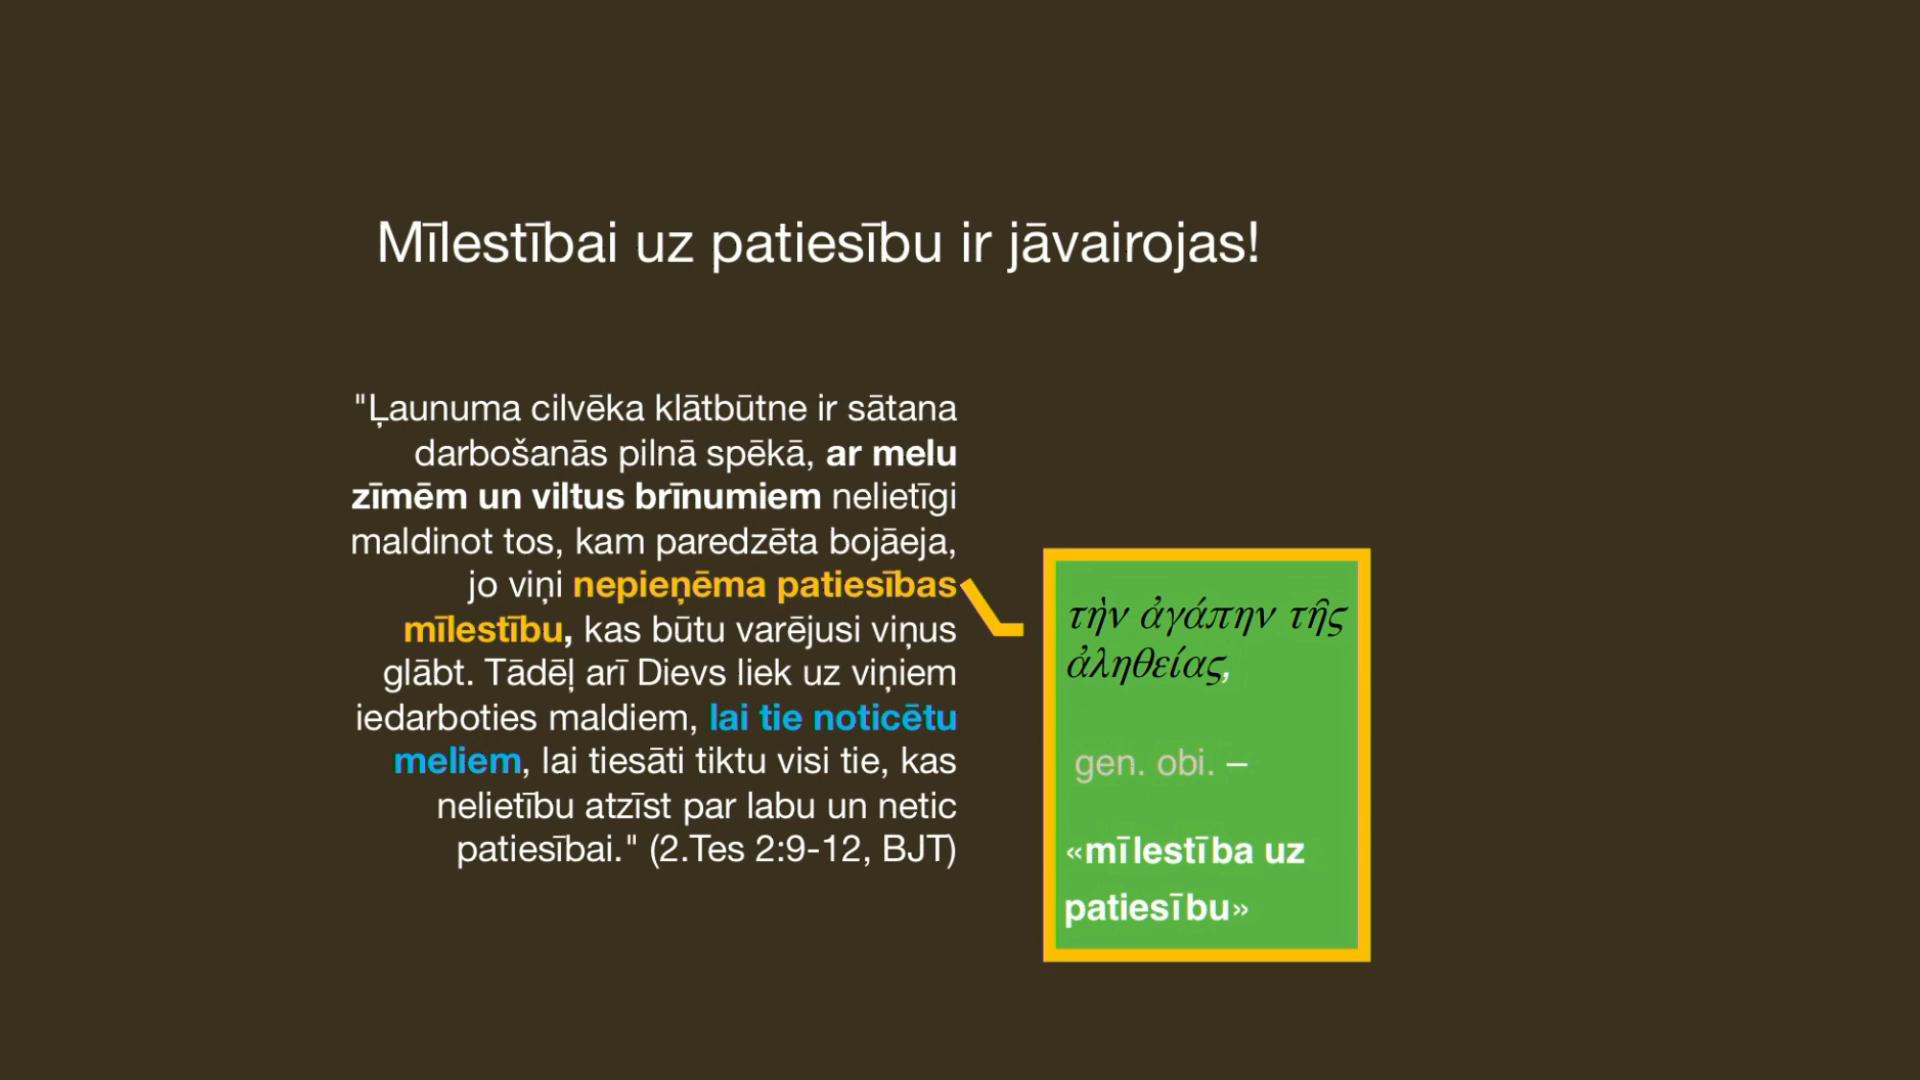 Mīlestībai uz patiesību ir jāvairojas!
"Ļaunuma cilvēka klātbūtne ir sātana
darbošanās pilnā spēkā, ar melu
zīmēm un viltus brīnumiem nelietīgi
maldinot tos, kam paredzēta bojāeja,
jo viņi nepieņēma patiesības
mīlestību, kas būtu varējusi viņus
glābt. Tādēļ arī Dievs liek uz viņiem
iedarboties maldiem, lai tie noticētu
meliem, lai tiesāti tiktu visi tie, kas
nelietību atzīst par labu un netic
patiesībai." (2.Tes 2:9-12, BJT)
τὴν ἀγάπην τῆς
ἀληθείας,
gen. obi. –
«mīlestība uz
patiesību»